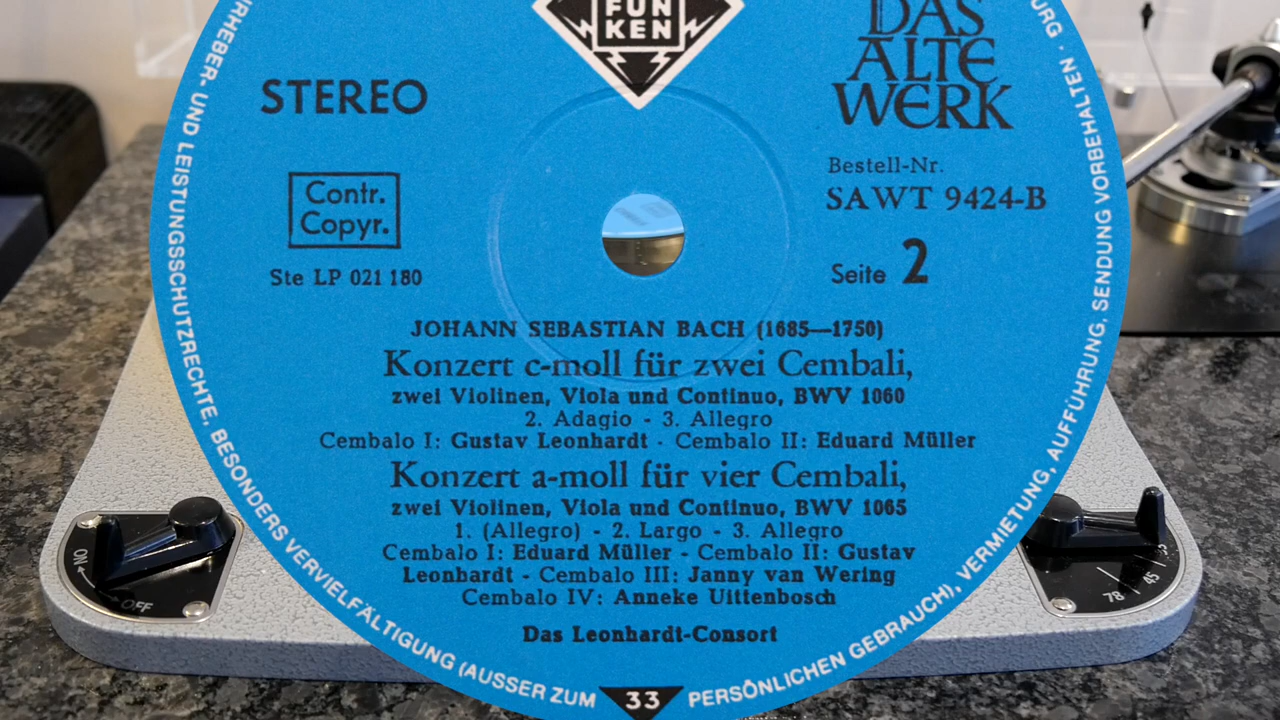 FUN
KEN
DAS
ALTE
WERK
STEREO
Bestell-Nr.
SAWT 9424-B
Contr.
Copyr.
Ste LP 021 180
Seite 2
JOHANN SEBASTIAN BACH (1685—1750)
Konzert c-moll für zwei Cembali,
zwei Violinen, Viola und Continuo, BWV 1060
2. Adagio - 3. Allegro
Cembalo I: Gustav Leonhardt - Cembalo II: Eduard Müller
Konzert a-moll für vier Cembali,
zwei Violinen, Viola und Continuo, BWV 1065
1. (Allegro) - 2. Largo - 3. Allegro
Cembalo I: Eduard Müller - Cembalo II: Gustav
Leonhardt - Cembalo III: Janny van Wering
Cembalo IV: Anneke Uittenbosch
Das Leonhardt-Consort
33
URHEBER- UND LEISTUNGSSCHUTZRECHTE, BESONDERS VERVIELFÄLTIGUNG (AUSSER ZUM PERSÖNLICHEN GEBRAUCH), VERMIETUNG, AUFFÜHRUNG, SENDUNG VORBEHALTEN · 
ON
OFF
33
45
78